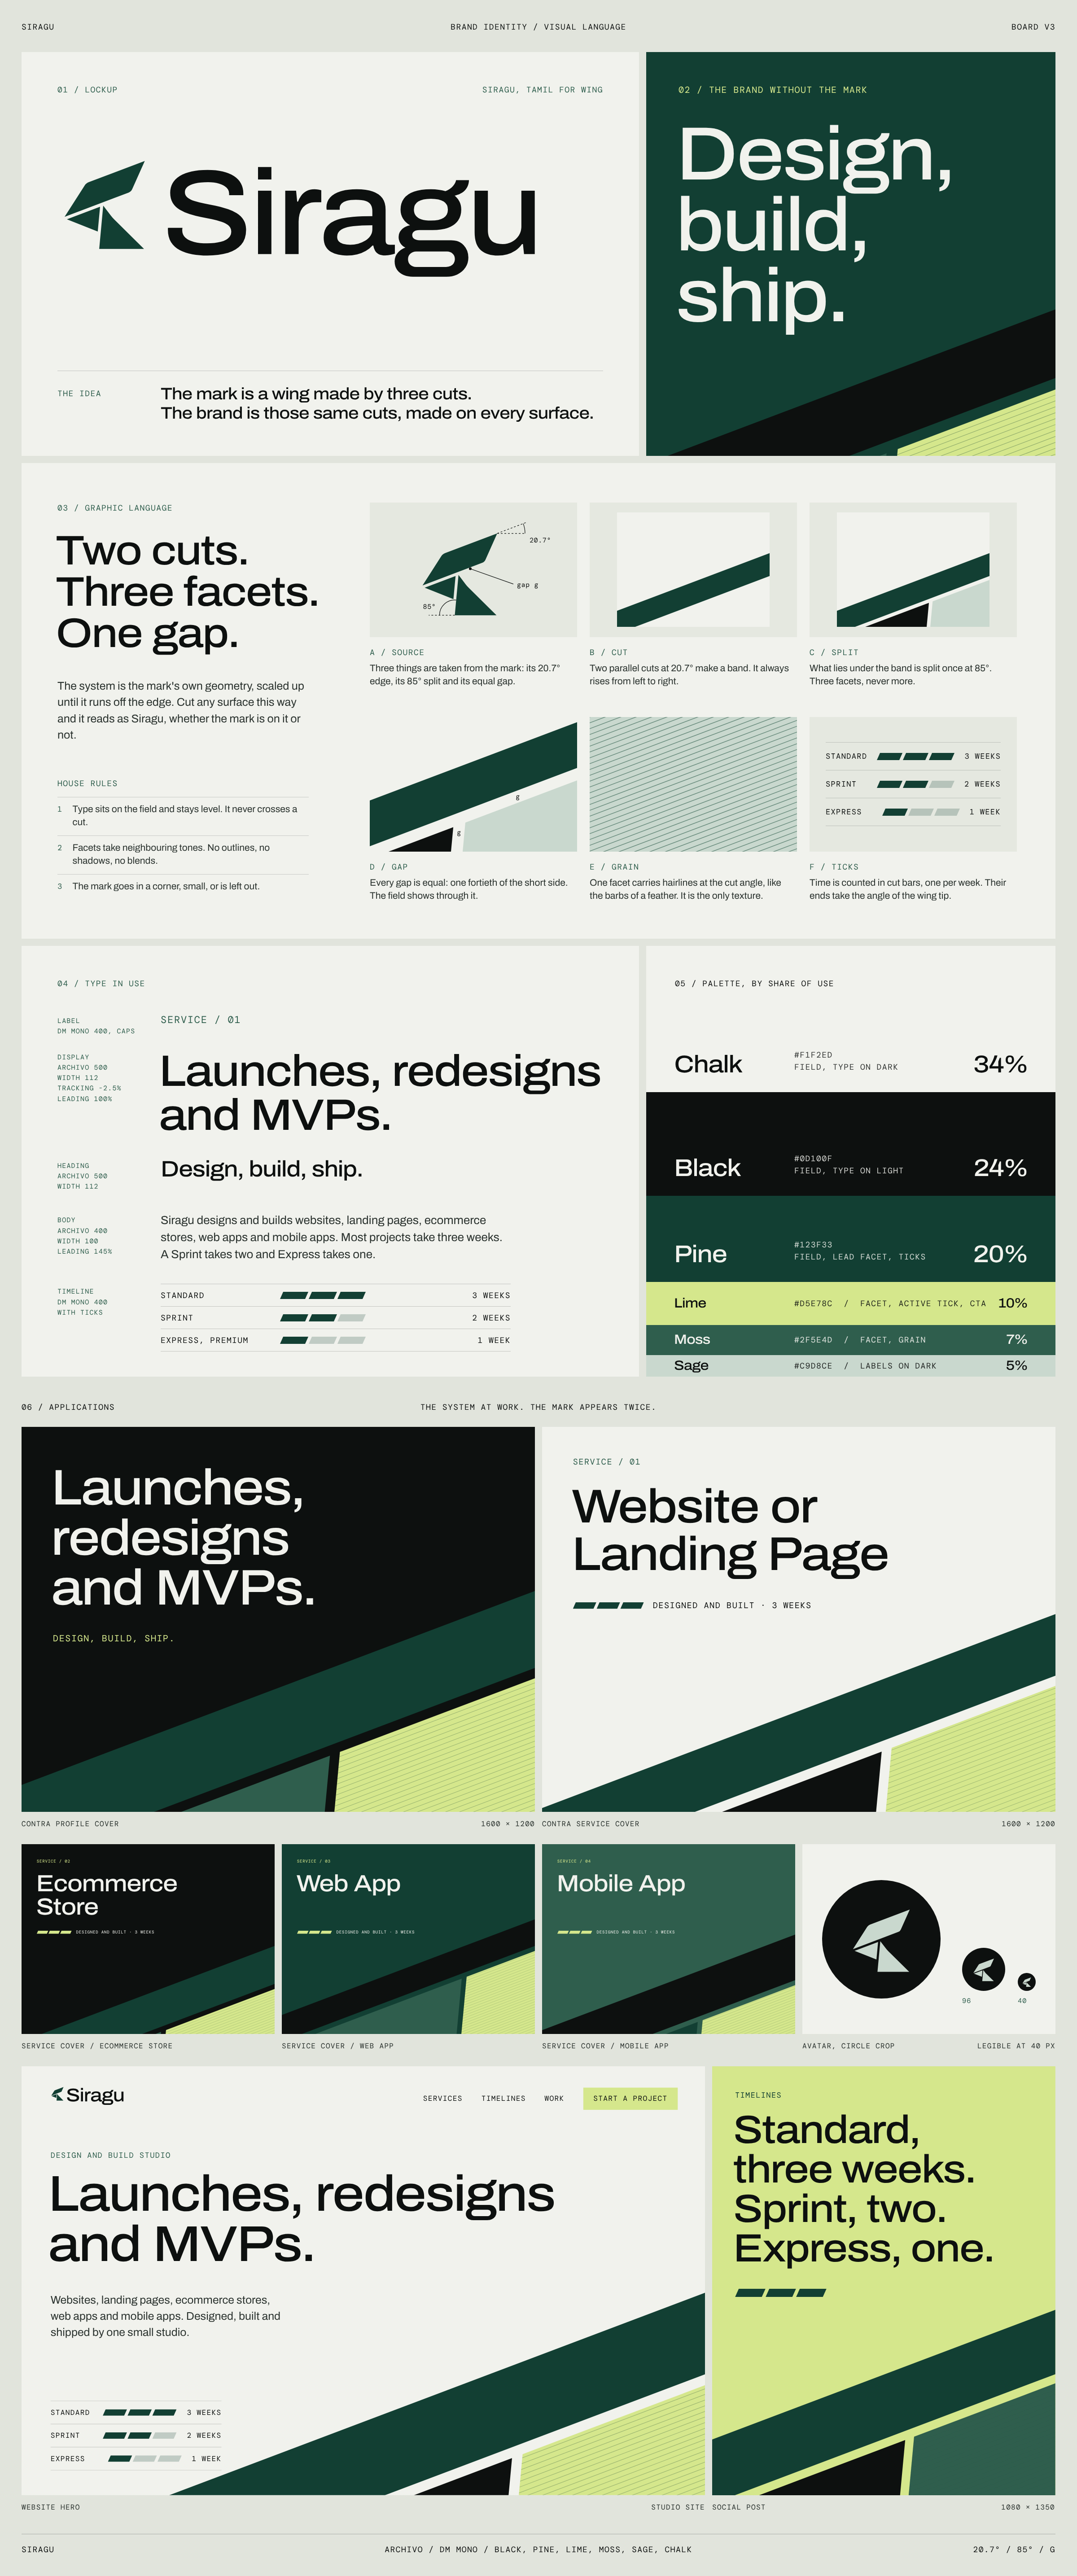 SIRAGU
BRAND IDENTITY / VISUAL LANGUAGE
BOARD V3
01 / LOCKUP
SIRAGU, TAMIL FOR WING
Siragu
THE IDEA
The mark is a wing made by three cuts.
The brand is those same cuts, made on every surface.
02 / THE BRAND WITHOUT THE MARK
Design,
build,
ship.
03 / GRAPHIC LANGUAGE
Two cuts.
Three facets.
One gap.
The system is the mark's own geometry, scaled up
until it runs off the edge. Cut any surface this way
and it reads as Siragu, whether the mark is on it or
not.
HOUSE RULES
1 Type sits on the field and stays level. It never crosses a
cut.
2 Facets take neighbouring tones. No outlines, no
shadows, no blends.
3 The mark goes in a corner, small, or is left out.
20.7°
gap g
85°
A / SOURCE
Three things are taken from the mark: its 20.7°
edge, its 85° split and its equal gap.
B / CUT
Two parallel cuts at 20.7° make a band. It always
rises from left to right.
C / SPLIT
What lies under the band is split once at 85°.
Three facets, never more.
g
g
D / GAP
Every gap is equal: one fortieth of the short side.
The field shows through it.
E / GRAIN
One facet carries hairlines at the cut angle, like
the barbs of a feather. It is the only texture.
STANDARD 3 WEEKS
SPRINT 2 WEEKS
EXPRESS 1 WEEK
F / TICKS
Time is counted in cut bars, one per week. Their
ends take the angle of the wing tip.
04 / TYPE IN USE
LABEL
DM MONO 400, CAPS
SERVICE / 01
DISPLAY
ARCHIVO 500
WIDTH 112
TRACKING -2.5%
LEADING 100%
Launches, redesigns
and MVPs.
HEADING
ARCHIVO 500
WIDTH 112
Design, build, ship.
BODY
ARCHIVO 400
WIDTH 100
LEADING 145%
Siragu designs and builds websites, landing pages, ecommerce
stores, web apps and mobile apps. Most projects take three weeks.
A Sprint takes two and Express takes one.
TIMELINE
DM MONO 400
WITH TICKS
STANDARD 3 WEEKS
SPRINT 2 WEEKS
EXPRESS, PREMIUM 1 WEEK
05 / PALETTE, BY SHARE OF USE
Chalk
#F1F2ED
FIELD, TYPE ON DARK
34%
Black
#0D100F
FIELD, TYPE ON LIGHT
24%
Pine
#123F33
FIELD, LEAD FACET, TICKS
20%
Lime #D5E78C / FACET, ACTIVE TICK, CTA 10%
Moss #2F5E4D / FACET, GRAIN 7%
Sage #C9D8CE / LABELS ON DARK 5%
06 / APPLICATIONS
THE SYSTEM AT WORK. THE MARK APPEARS TWICE.
Launches,
redesigns
and MVPs.
DESIGN, BUILD, SHIP.
CONTRA PROFILE COVER 1600 × 1200
SERVICE / 01
Website or
Landing Page
DESIGNED AND BUILT · 3 WEEKS
CONTRA SERVICE COVER 1600 × 1200
SERVICE / 02
Ecommerce
Store
DESIGNED AND BUILT · 3 WEEKS
SERVICE COVER / ECOMMERCE STORE
SERVICE / 03
Web App
DESIGNED AND BUILT · 3 WEEKS
SERVICE COVER / WEB APP
SERVICE / 04
Mobile App
DESIGNED AND BUILT · 3 WEEKS
SERVICE COVER / MOBILE APP
96
40
AVATAR, CIRCLE CROP LEGIBLE AT 40 PX
Siragu
SERVICES TIMELINES WORK START A PROJECT
DESIGN AND BUILD STUDIO
Launches, redesigns
and MVPs.
Websites, landing pages, ecommerce stores,
web apps and mobile apps. Designed, built and
shipped by one small studio.
STANDARD 3 WEEKS
SPRINT 2 WEEKS
EXPRESS 1 WEEK
WEBSITE HERO STUDIO SITE
TIMELINES
Standard,
three weeks.
Sprint, two.
Express, one.
SOCIAL POST 1080 × 1350
SIRAGU
ARCHIVO / DM MONO / BLACK, PINE, LIME, MOSS, SAGE, CHALK
20.7° / 85° / G